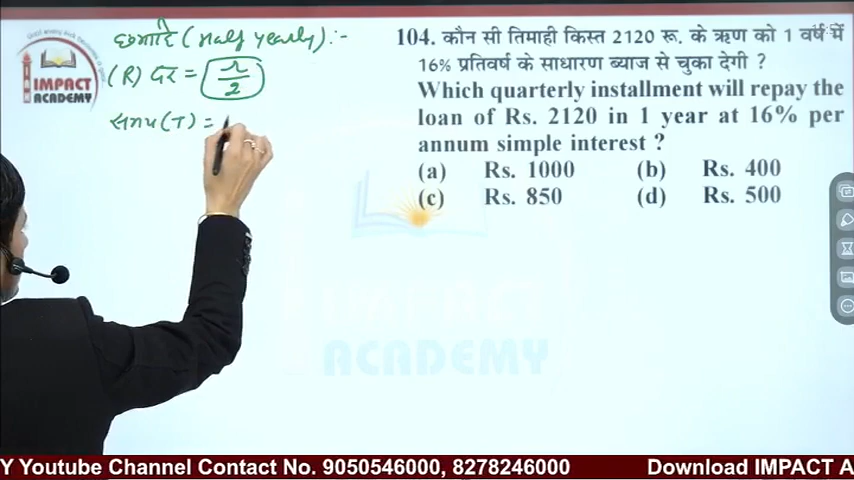 छमाही (Half yearly) :-
(R) दर = r/2
समय (T) =
IMPACT
ACADEMY
104. कौन सी तिमाही किस्त 2120 रू. के ऋण को 1 वर्ष में
16% प्रतिवर्ष के साधारण ब्याज से चुका देगी ?
Which quarterly installment will repay the
loan of Rs. 2120 in 1 year at 16% per
annum simple interest ?
(a) Rs. 1000 (b) Rs. 400
(c) Rs. 850 (d) Rs. 500
IMPACT
ACADEMY
Y Youtube Channel Contact No. 9050546000, 8278246000 Download IMPACT A